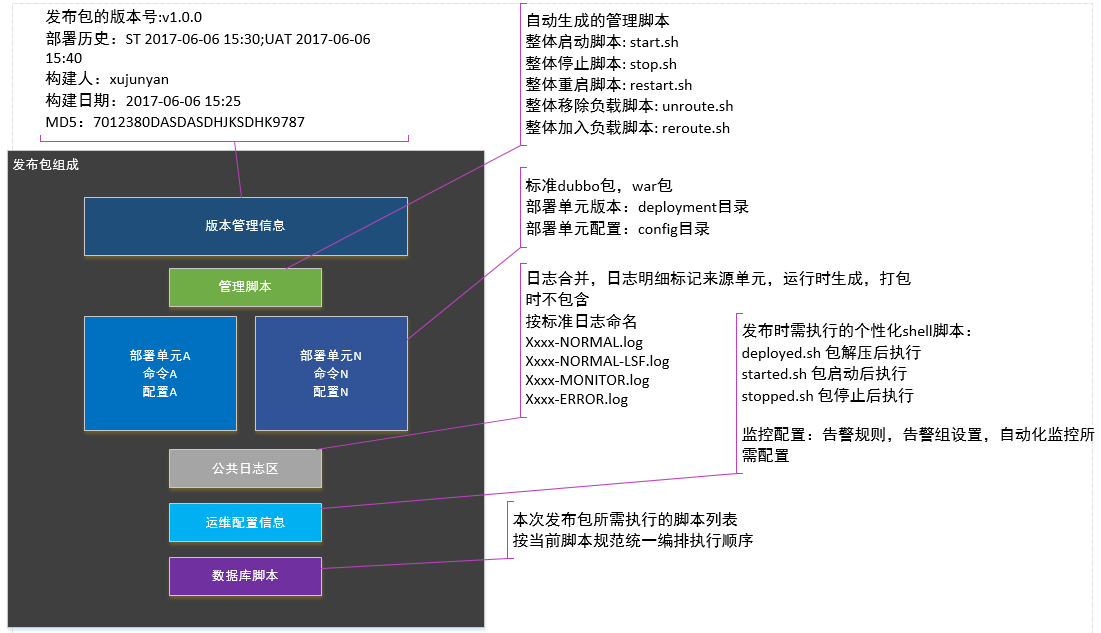 发布包的版本号:v1.0.0
部署历史：ST 2017-06-06 15:30;UAT 2017-06-06
15:40
构建人：xujunyan
构建日期：2017-06-06 15:25
MD5：7012380DASDASDHJKSDHK9787
自动生成的管理脚本
整体启动脚本: start.sh
整体停止脚本: stop.sh
整体重启脚本: restart.sh
整体移除负载脚本: unroute.sh
整体加入负载脚本: reroute.sh
发布包组成
版本管理信息
管理脚本
部署单元A
命令A
配置A
部署单元N
命令N
配置N
公共日志区
运维配置信息
数据库脚本
标准dubbo包，war包
部署单元版本：deployment目录
部署单元配置：config目录
日志合并，日志明细标记来源单元，运行时生成，打包
时不包含
按标准日志命名
Xxxx-NORMAL.log
Xxxx-NORMAL-LSF.log
Xxxx-MONITOR.log
Xxxx-ERROR.log
发布时需执行的个性化shell脚本：
deployed.sh 包解压后执行
started.sh 包启动后执行
stopped.sh 包停止后执行
监控配置：告警规则，告警组设置，自动化监控所
需配置
本次发布包所需执行的脚本列表
按当前脚本规范统一编排执行顺序